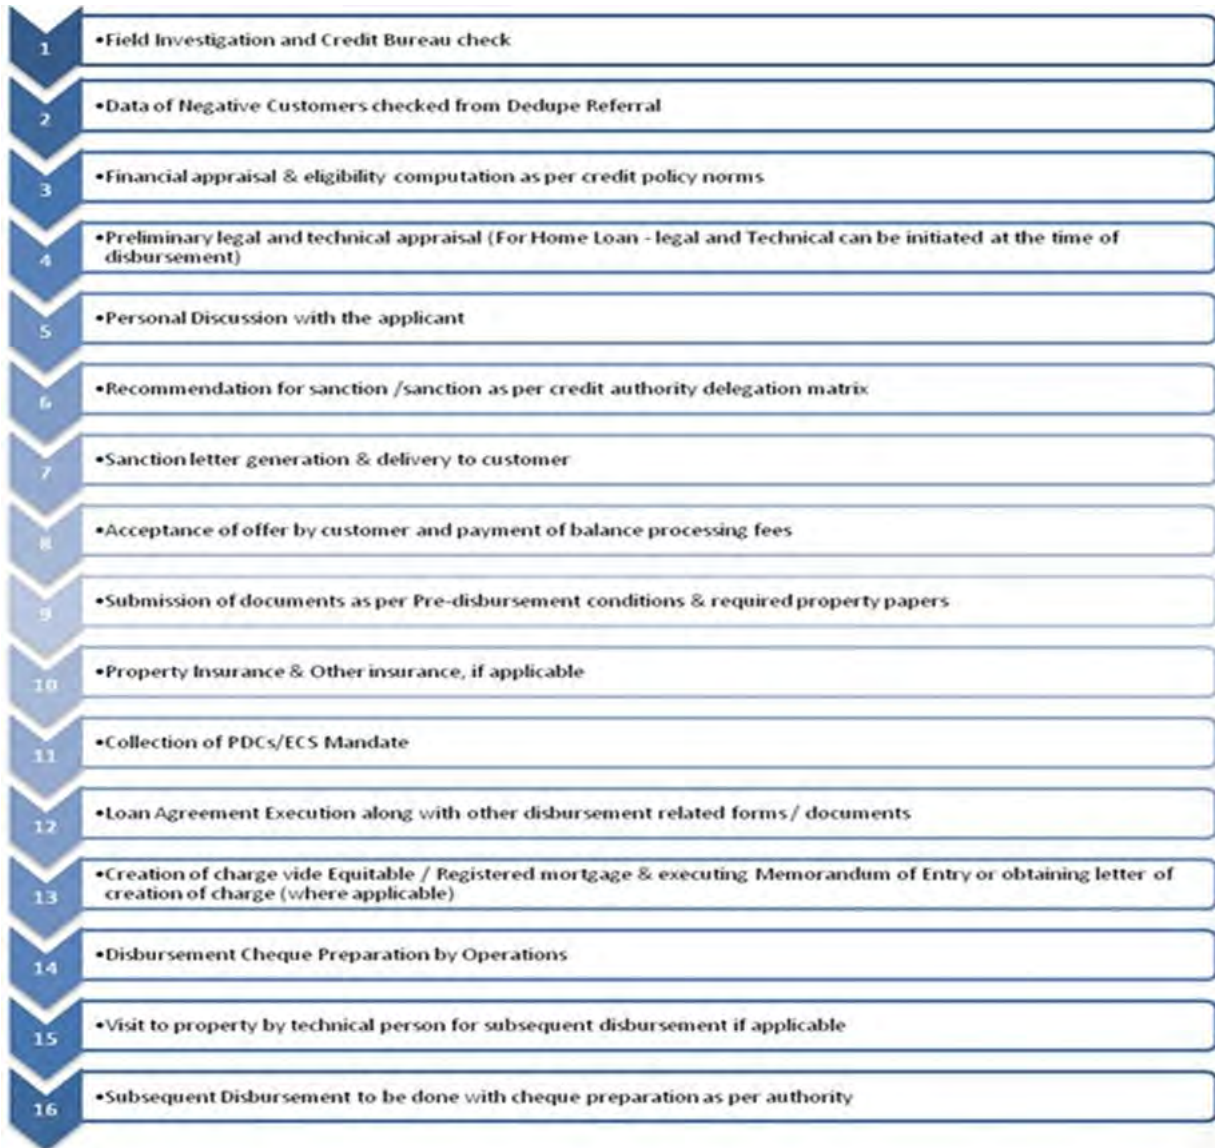 1
•Field Investigation and Credit Bureau check
2
•Data of Negative Customers checked from Dedupe Referral
3
•Financial appraisal & eligibility computation as per credit policy norms
4
•Preliminary legal and technical appraisal (For Home Loan - legal and Technical can be initiated at the time of
disbursement)
5
•Personal Discussion with the applicant
6
•Recommendation for sanction /sanction as per credit authority delegation matrix
7
•Sanction letter generation & delivery to customer
8
•Acceptance of offer by customer and payment of balance processing fees
9
•Submission of documents as per Pre-disbursement conditions & required property papers
10
•Property Insurance & Other insurance, if applicable
11
•Collection of PDCs/ECS Mandate
12
•Loan Agreement Execution along with other disbursement related forms / documents
13
•Creation of charge vide Equitable / Registered mortgage & executing Memorandum of Entry or obtaining letter of
creation of charge (where applicable)
14
•Disbursement Cheque Preparation by Operations
15
•Visit to property by technical person for subsequent disbursement if applicable
16
•Subsequent Disbursement to be done with cheque preparation as per authority